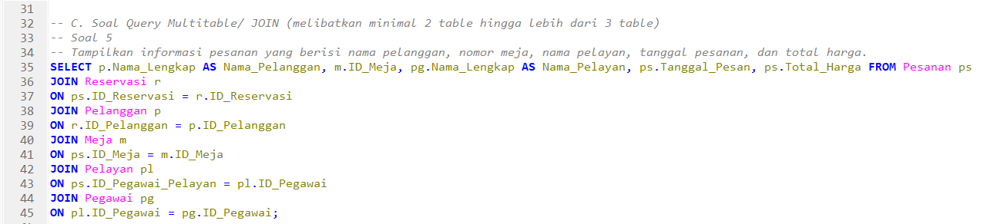 31
32 -- C. Soal Query Multitable/ JOIN (melibatkan minimal 2 table hingga lebih dari 3 table)
33 -- Soal 5
34 -- Tampilkan informasi pesanan yang berisi nama pelanggan, nomor meja, nama pelayan, tanggal pesanan, dan total harga.
35 SELECT p.Nama_Lengkap AS Nama_Pelanggan, m.ID_Meja, pg.Nama_Lengkap AS Nama_Pelayan, ps.Tanggal_Pesan, ps.Total_Harga FROM Pesanan ps
36 JOIN Reservasi r
37 ON ps.ID_Reservasi = r.ID_Reservasi
38 JOIN Pelanggan p
39 ON r.ID_Pelanggan = p.ID_Pelanggan
40 JOIN Meja m
41 ON ps.ID_Meja = m.ID_Meja
42 JOIN Pelayan pl
43 ON ps.ID_Pegawai_Pelayan = pl.ID_Pegawai
44 JOIN Pegawai pg
45 ON pl.ID_Pegawai = pg.ID_Pegawai;